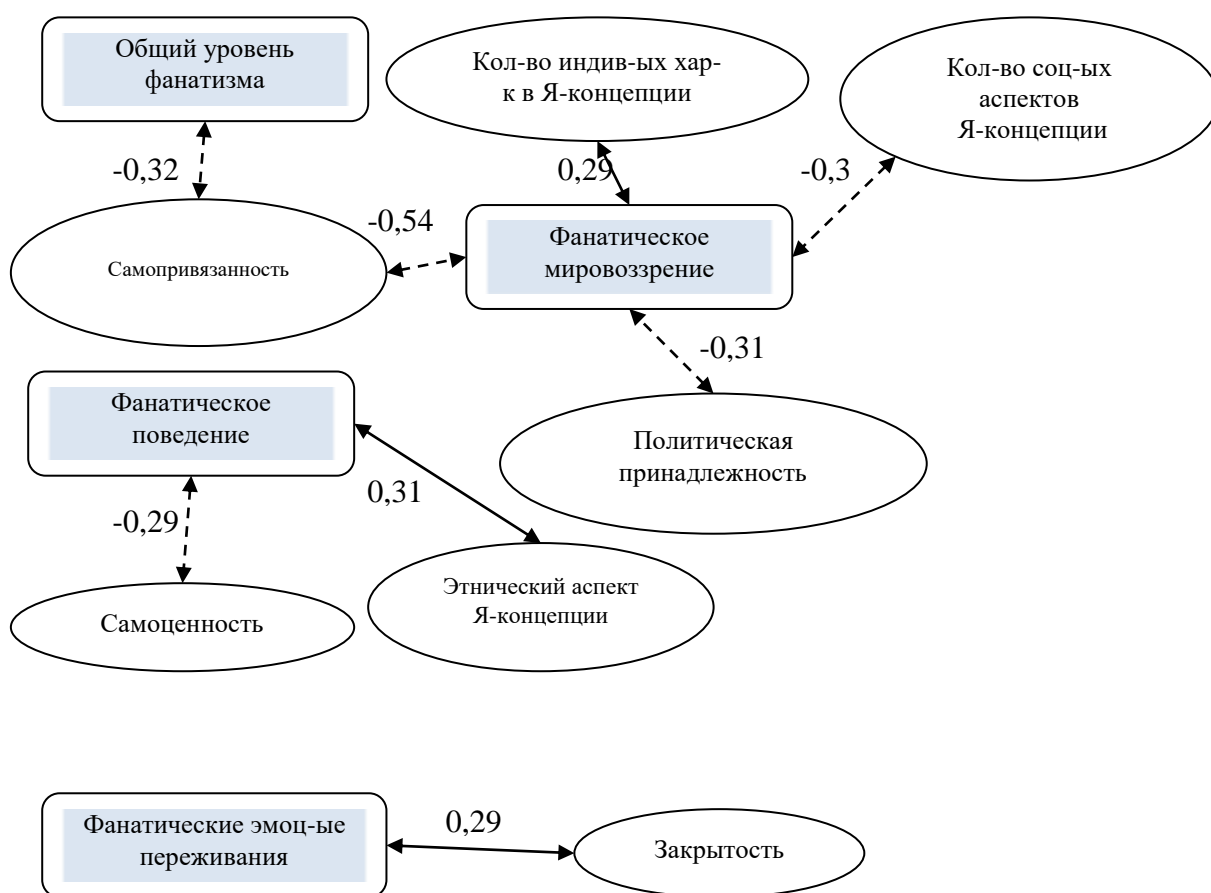 Общий уровень
фанатизма
Кол-во индив-ых хар-
к в Я-концепции
Кол-во соц-ых
аспектов
Я-концепции
-0,32
0,29
-0,3
-0,54
Самопривязанность
Фанатическое
мировоззрение
-0,31
Фанатическое
поведение
Политическая
принадлежность
0,31
-0,29
Этнический аспект
Я-концепции
Самоценность
Фанатические эмоц-ые
переживания
0,29
Закрытость